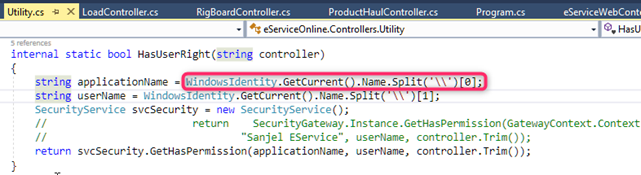 Utility.cs LoadController.cs RigBoardController.cs ProductHaulController.cs Program.cs eServiceWebConte
eServiceOnline.Controllers.Utility HasU
5 references
internal static bool HasUserRight(string controller)
{
string applicationName = WindowsIdentity.GetCurrent().Name.Split('\\')[0];
string userName = WindowsIdentity.GetCurrent().Name.Split('\\')[1];
SecurityService svcSecurity = new SecurityService();
// return SecurityGateway.Instance.GetHasPermission(GatewayContext.Context
// "Sanjel EService", userName, controller.Trim());
return svcSecurity.GetHasPermission(applicationName, userName, controller.Trim());
}